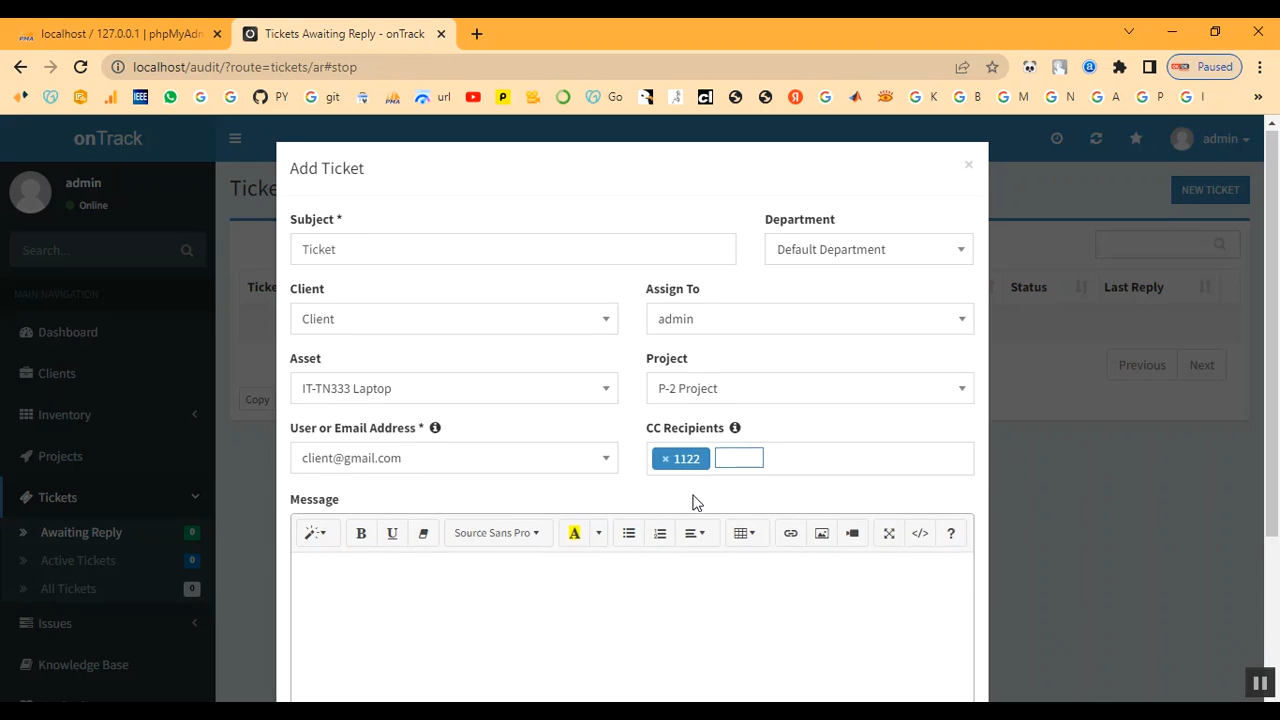 localhost / 127.0.0.1 | phpMyAdn
Tickets Awaiting Reply - onTrack
localhost/audit/?route=tickets/ar#stop
Paused
IEEE
PY
git
PMA
url
Go
K
B
M
N
A
P
I
»
onTrack
admin
admin
Online
Search...
MAIN NAVIGATION
Dashboard
Clients
Inventory
Projects
Tickets
» Awaiting Reply 0
» Active Tickets 0
» All Tickets 0
Issues
Knowledge Base
Ticke
NEW TICKET
Ticke
Status
Last Reply
Previous
Next
Copy
Add Ticket
×
Subject *
Department
Ticket
Default Department
Client
Assign To
Client
admin
Asset
Project
IT-TN333 Laptop
P-2 Project
User or Email Address *
CC Recipients
client@gmail.com
× 1122
Message
B U Source Sans Pro A </> ?